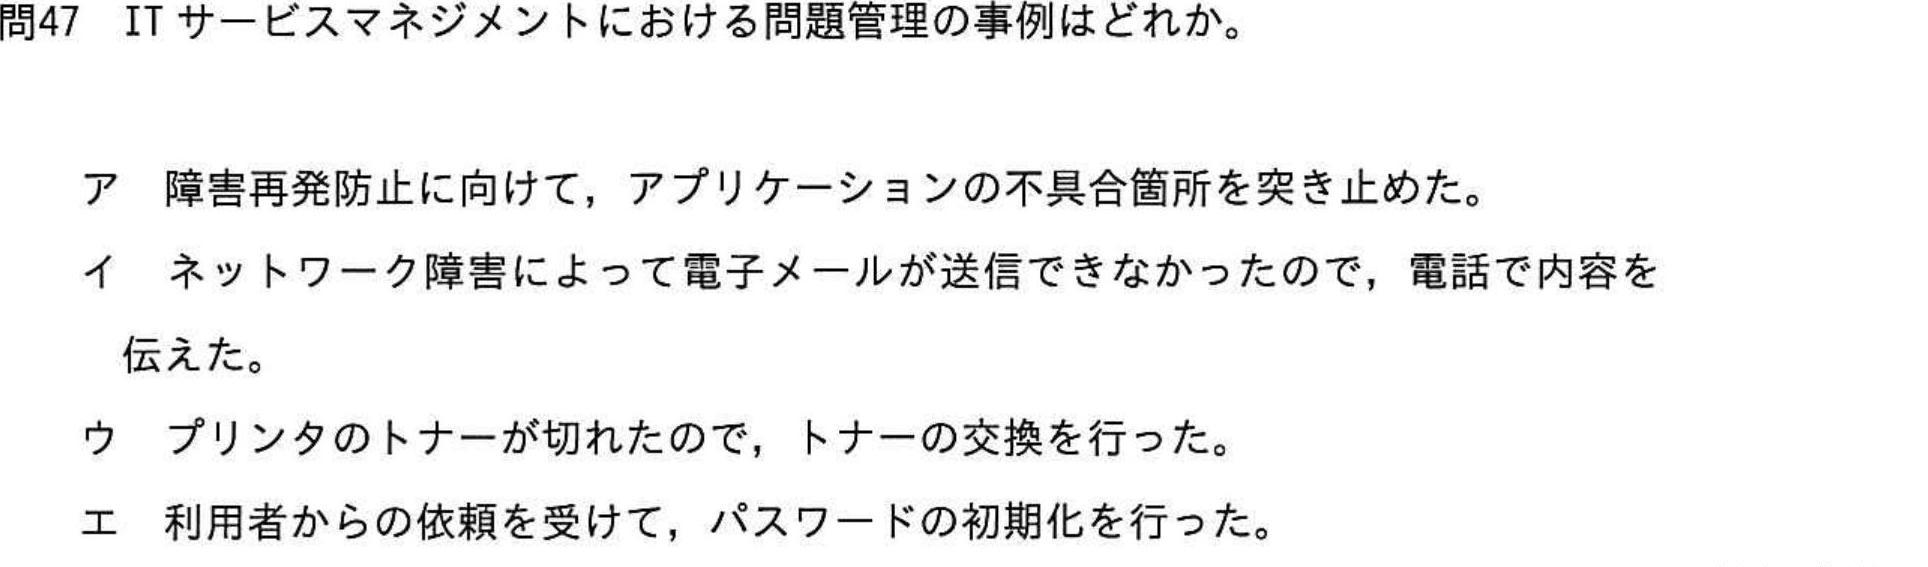 問47 ITサービスマネジメントにおける問題管理の事例はどれか。
ア 障害再発防止に向けて，アプリケーションの不具合箇所を突き止めた。
イ ネットワーク障害によって電子メールが送信できなかったので，電話で内容を
伝えた。
ウ プリンタのトナーが切れたので，トナーの交換を行った。
エ 利用者からの依頼を受けて，パスワードの初期化を行った。